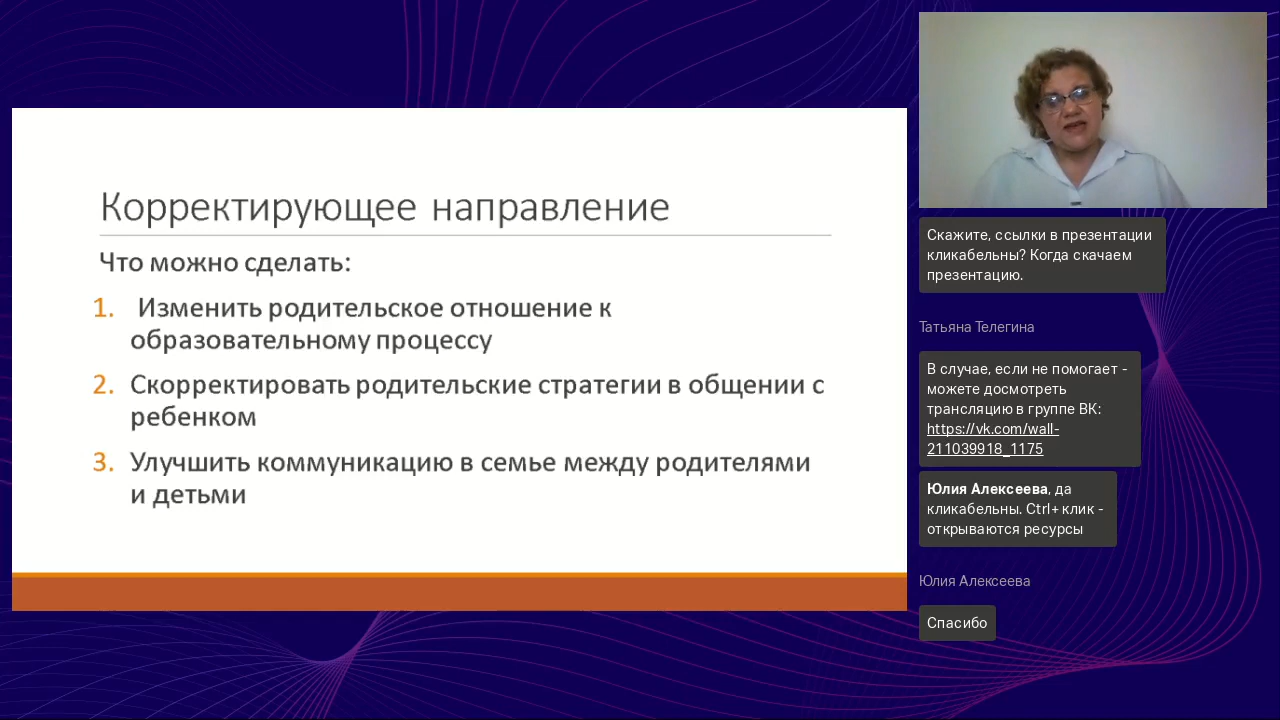 Корректирующее направление
Что можно сделать:
1. Изменить родительское отношение к
образовательному процессу
2. Скорректировать родительские стратегии в общении с
ребенком
3. Улучшить коммуникацию в семье между родителями
и детьми
Скажите, ссылки в презентации
кликабельны? Когда скачаем
презентацию.
Татьяна Телегина
В случае, если не помогает -
можете досмотреть
трансляцию в группе ВК:
https://vk.com/wall-
211039918_1175
Юлия Алексеева, да
кликабельны. Ctrl+ клик -
открываются ресурсы
Юлия Алексеева
Спасибо